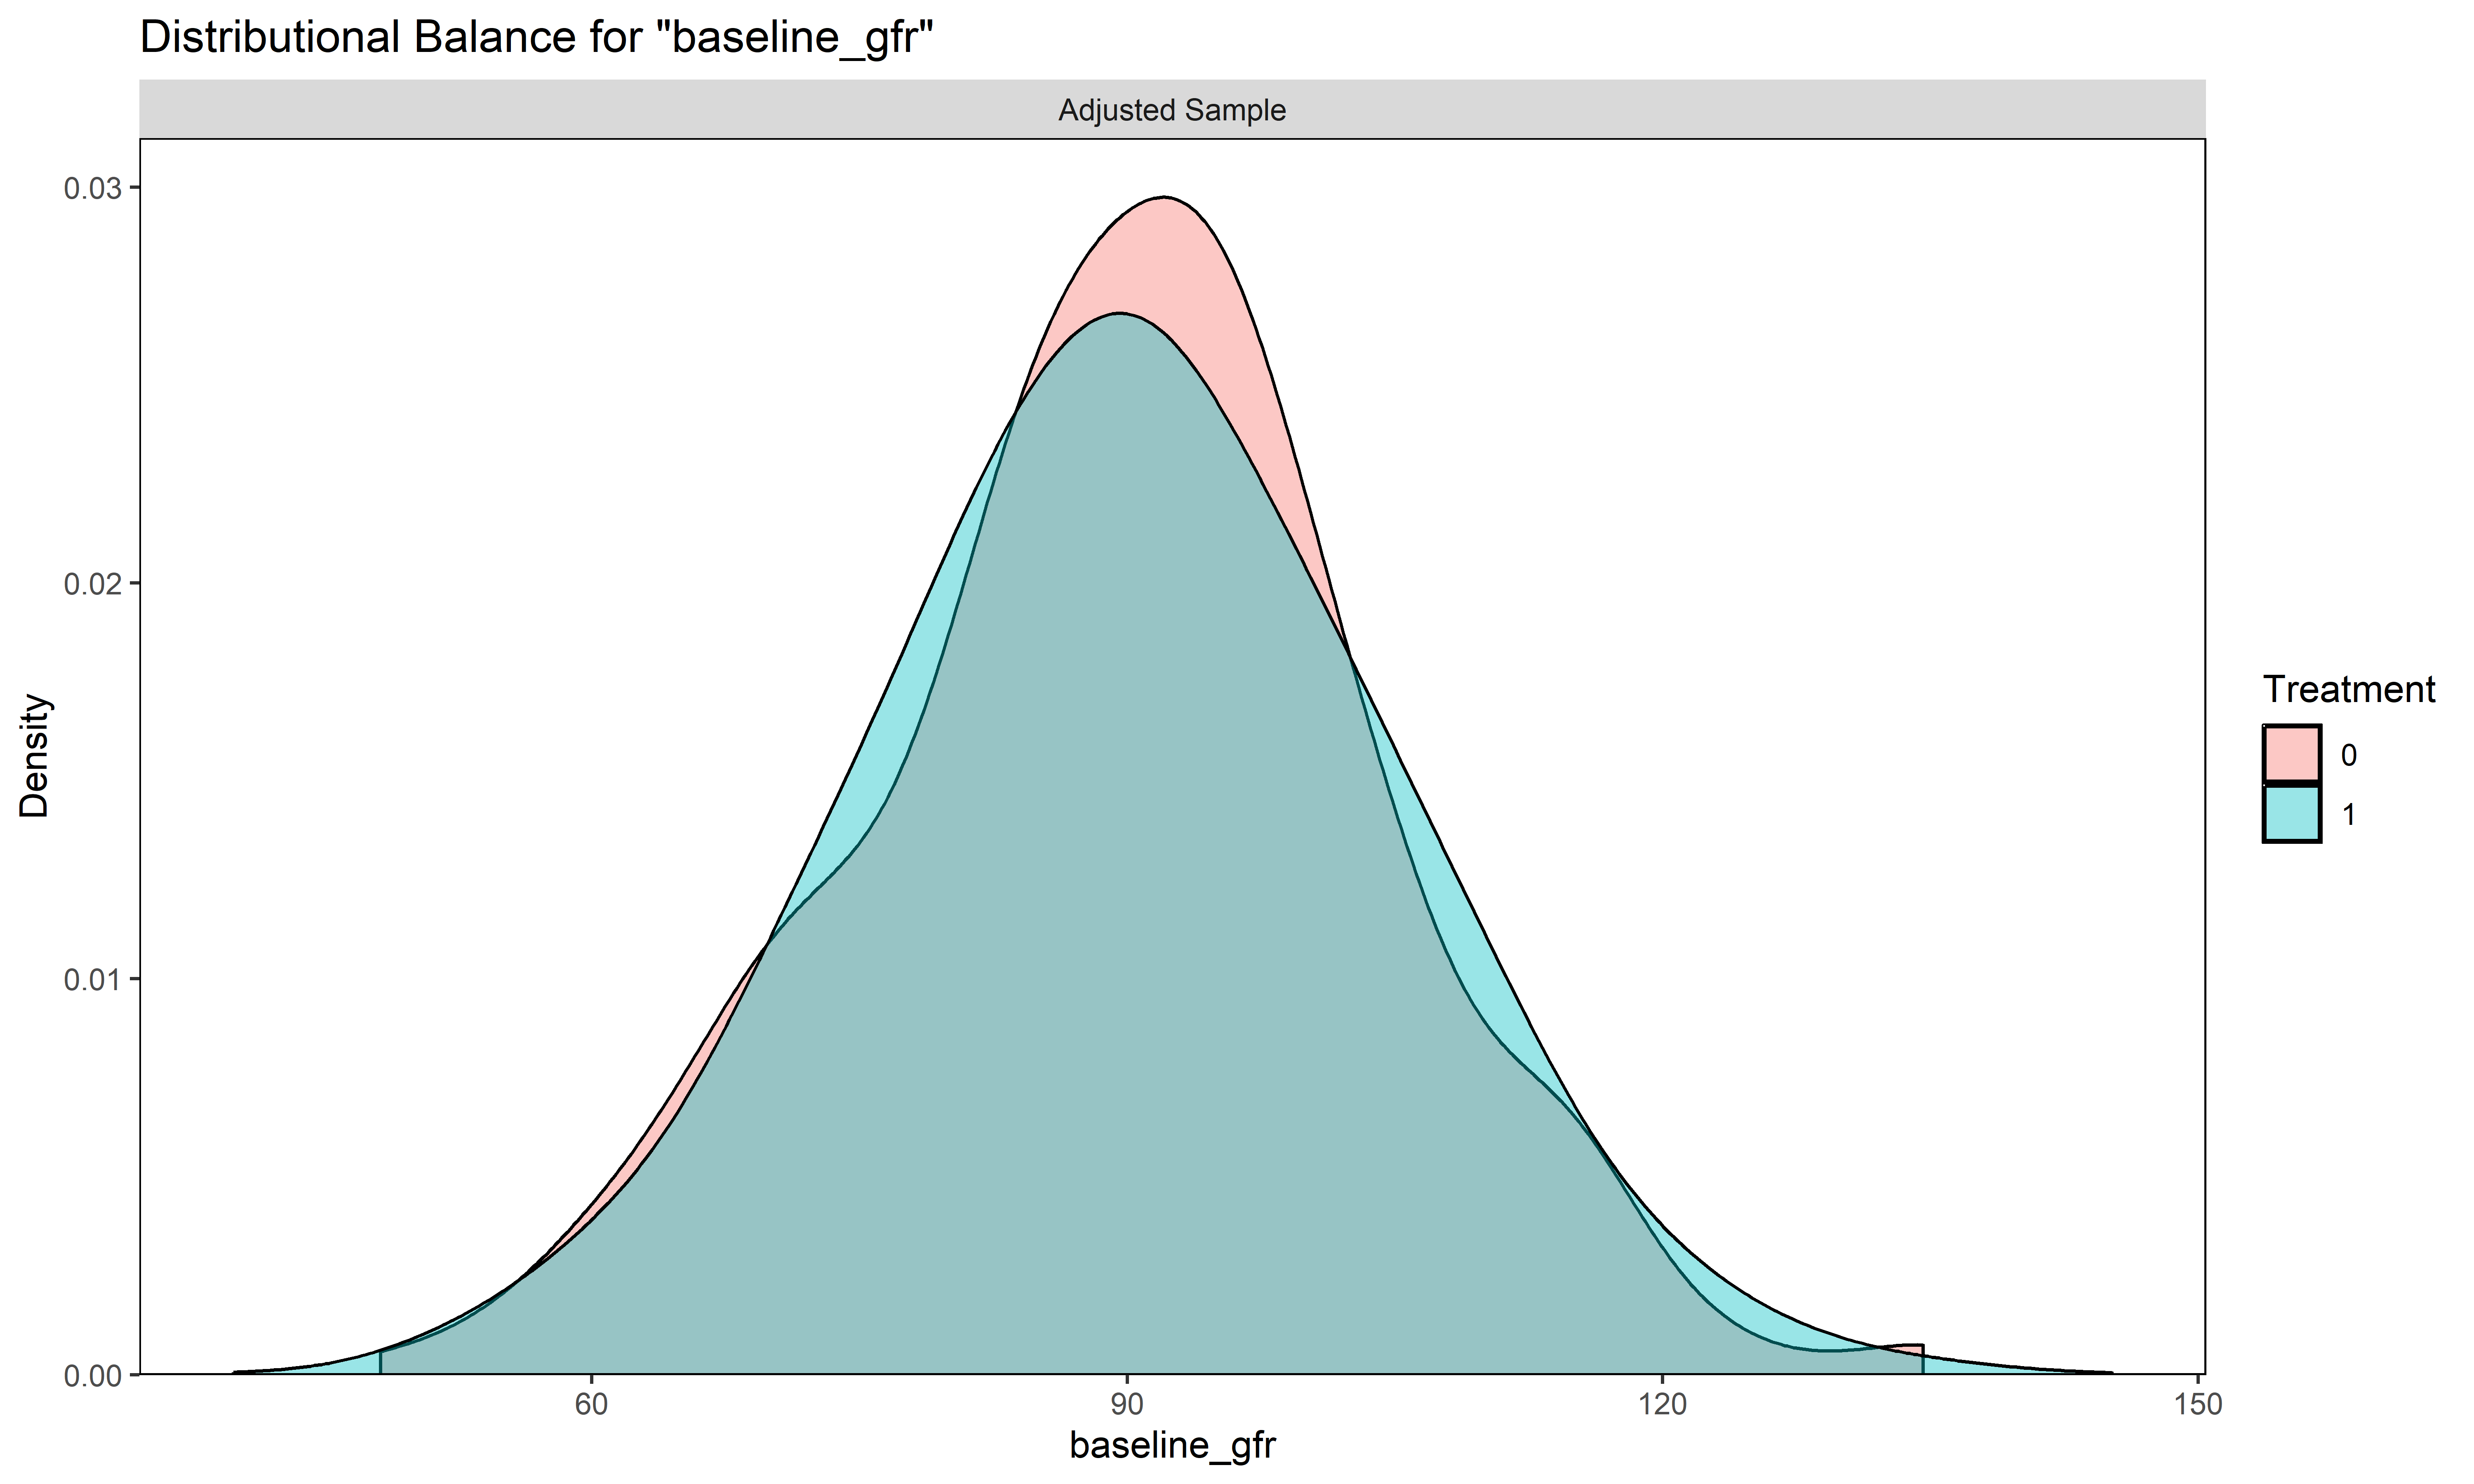 Distributional Balance for "baseline_gfr"
Adjusted Sample
0.03
0.02
0.01
0.00
Density
60
90
120
150
baseline_gfr
Treatment
0
1